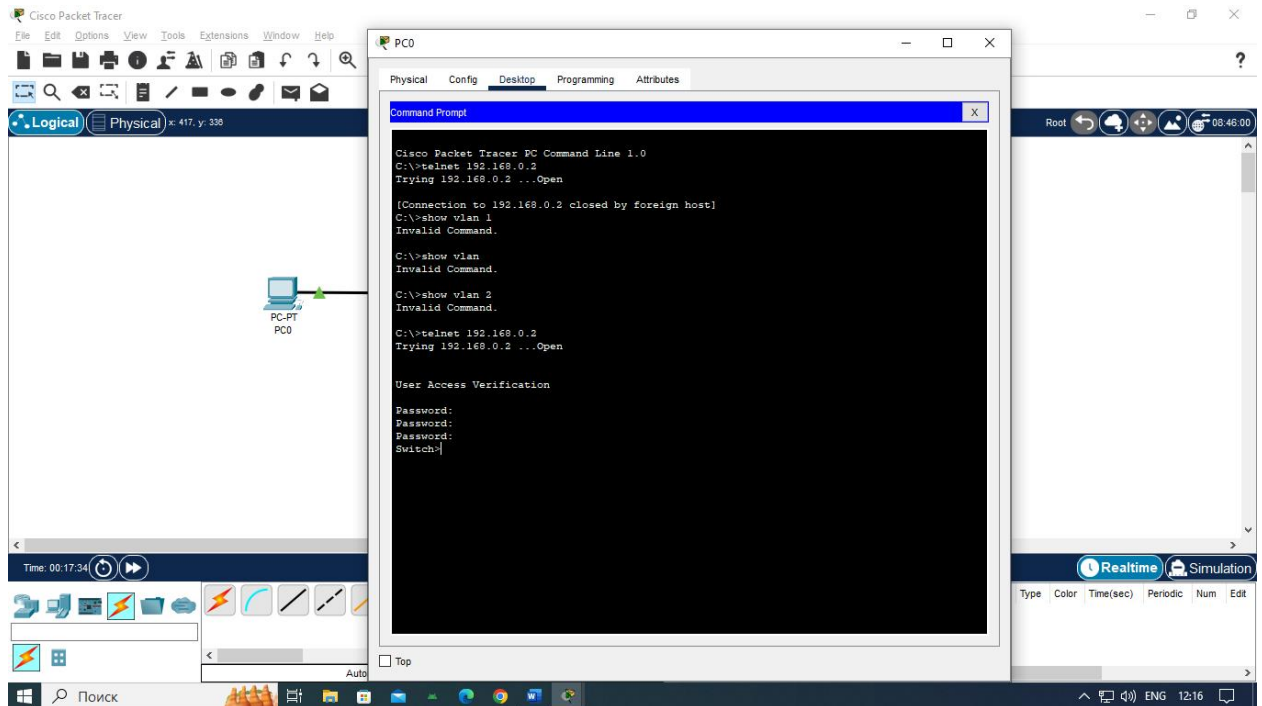 Cisco Packet Tracer
File Edit Options View Tools Extensions Window Help
?
Logical Physical x: 417, y: 338
Root 08:46:00
PC-PT
PC0
PC0
Physical Config Desktop Programming Attributes
Command Prompt X
Cisco Packet Tracer PC Command Line 1.0
C:\>telnet 192.168.0.2
Trying 192.168.0.2 ...Open
[Connection to 192.168.0.2 closed by foreign host]
C:\>show vlan 1
Invalid Command.
C:\>show vlan
Invalid Command.
C:\>show vlan 2
Invalid Command.
C:\>telnet 192.168.0.2
Trying 192.168.0.2 ...Open
User Access Verification
Password:
Password:
Password:
Switch>
Top
Time: 00:17:34
Realtime Simulation
Type Color Time(sec) Periodic Num Edit
Auto
Поиск
ENG 12:16